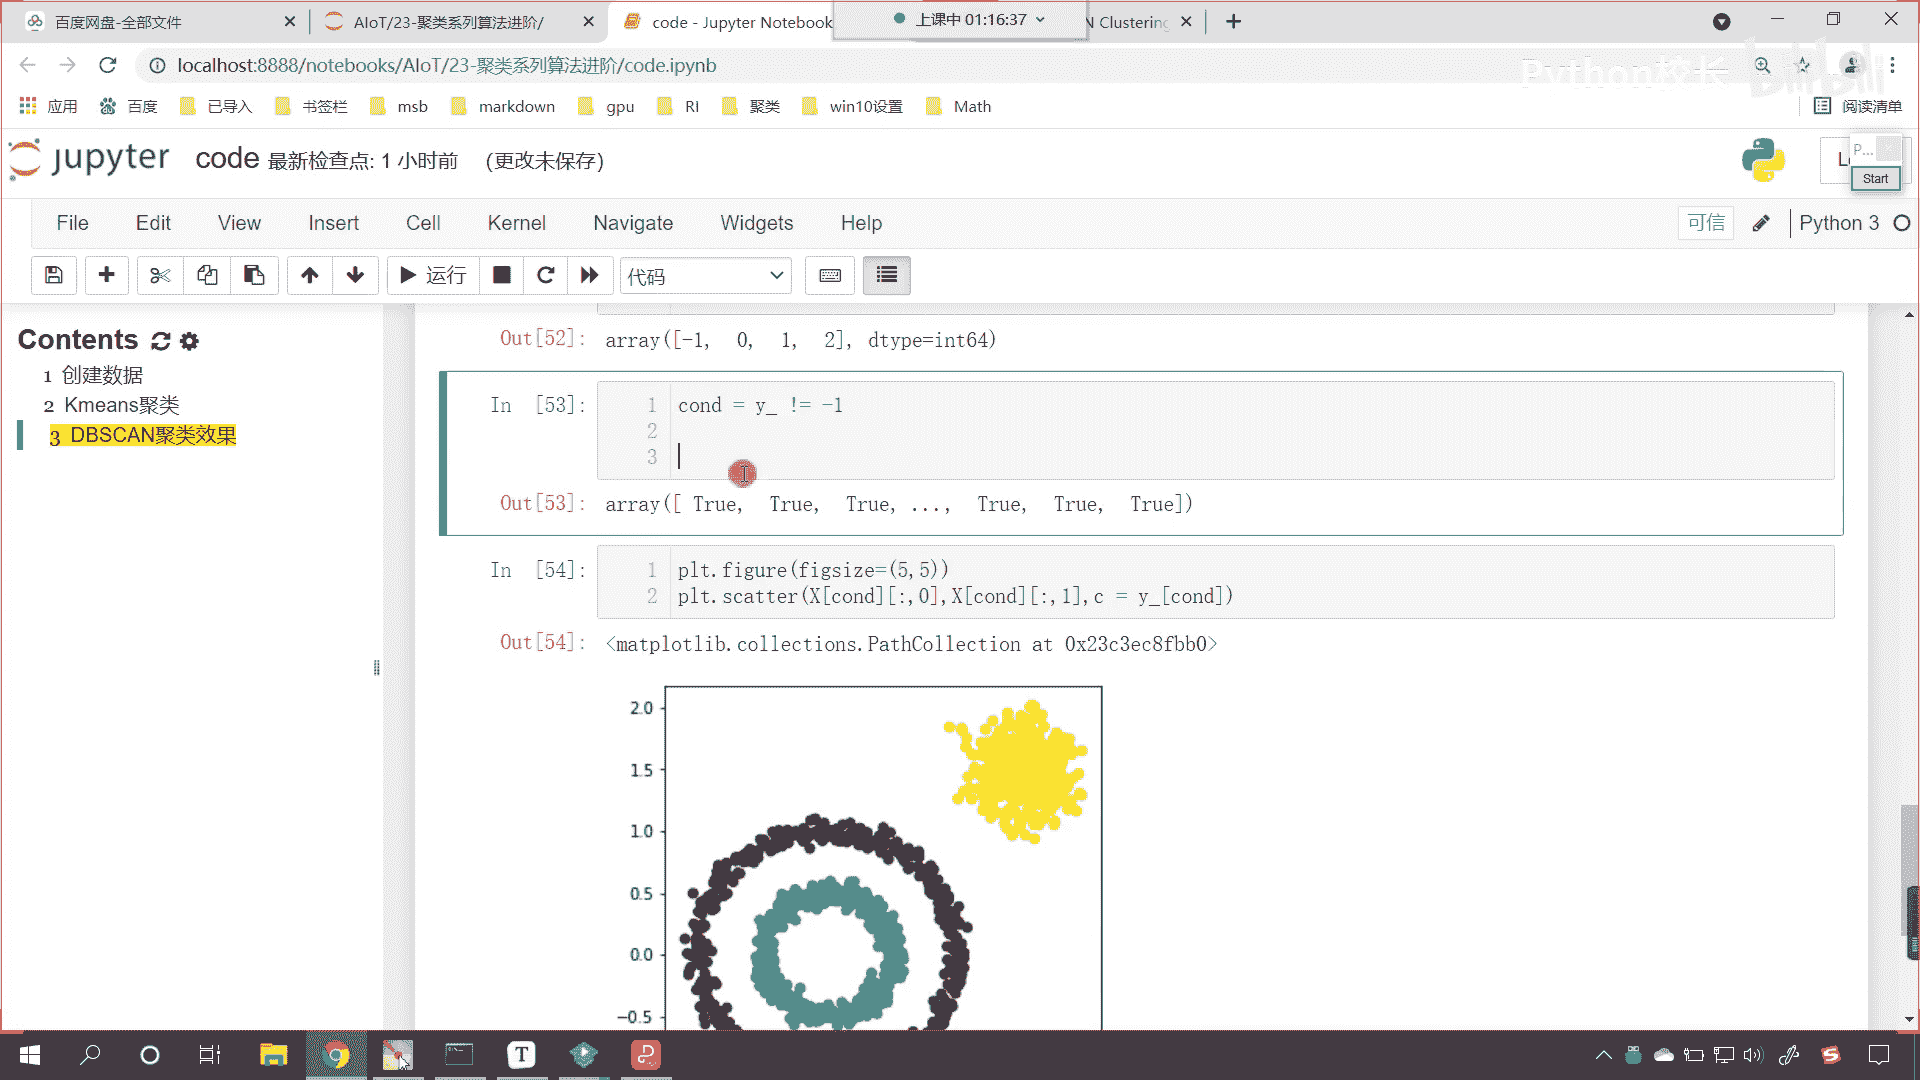 百度网盘-全部文件
AIoT/23-聚类系列算法进阶/
code - Jupyter Notebook
上课中 01:16:37
N Clustering
localhost:8888/notebooks/AIoT/23-聚类系列算法进阶/code.ipynb
Python校长
bilibili
应用 百度 已导入 书签栏 msb markdown gpu RI 聚类 win10设置 Math 阅读清单
jupyter code 最新检查点: 1 小时前 (更改未保存)
P...
Start
File Edit View Insert Cell Kernel Navigate Widgets Help 可信 Python 3
运行 代码
Contents
1 创建数据
2 Kmeans聚类
3 DBSCAN聚类效果
Out[52]: array([-1, 0, 1, 2], dtype=int64)
In [53]: 1 cond = y_ != -1
2
3
Out[53]: array([ True, True, True, ..., True, True, True])
In [54]: 1 plt.figure(figsize=(5,5))
2 plt.scatter(X[cond][:,0],X[cond][:,1],c = y_[cond])
Out[54]: <matplotlib.collections.PathCollection at 0x23c3ec8fbb0>
2.0
1.5
1.0
0.5
0.0
−0.5